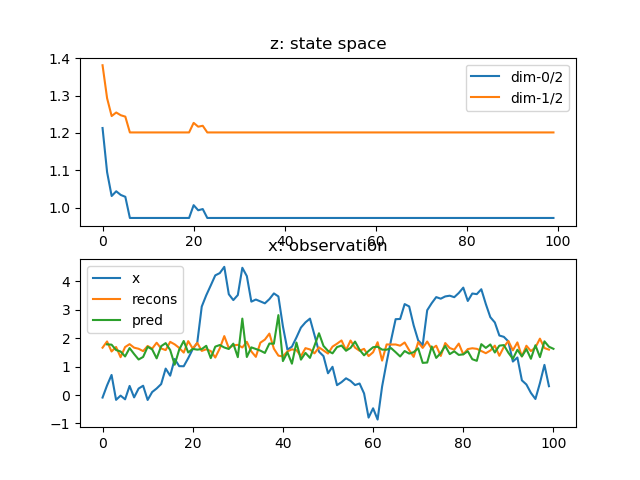 z: state space
1.4
1.3
1.2
1.1
1.0
dim-0/2
dim-1/2
0 20 40 60 80 100
x: observation
4
3
2
1
0
−1
x
recons
pred
0 20 40 60 80 100